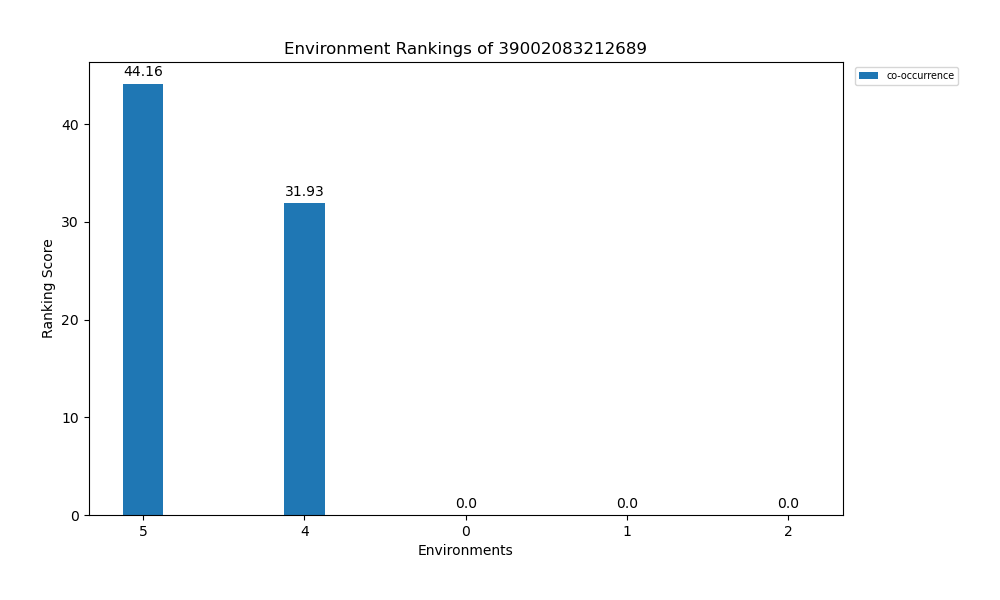 Environment Rankings of 39002083212689
co-occurrence
44.16
31.93
0.0 0.0 0.0
Ranking Score
40
30
20
10
0
5 4 0 1 2
Environments